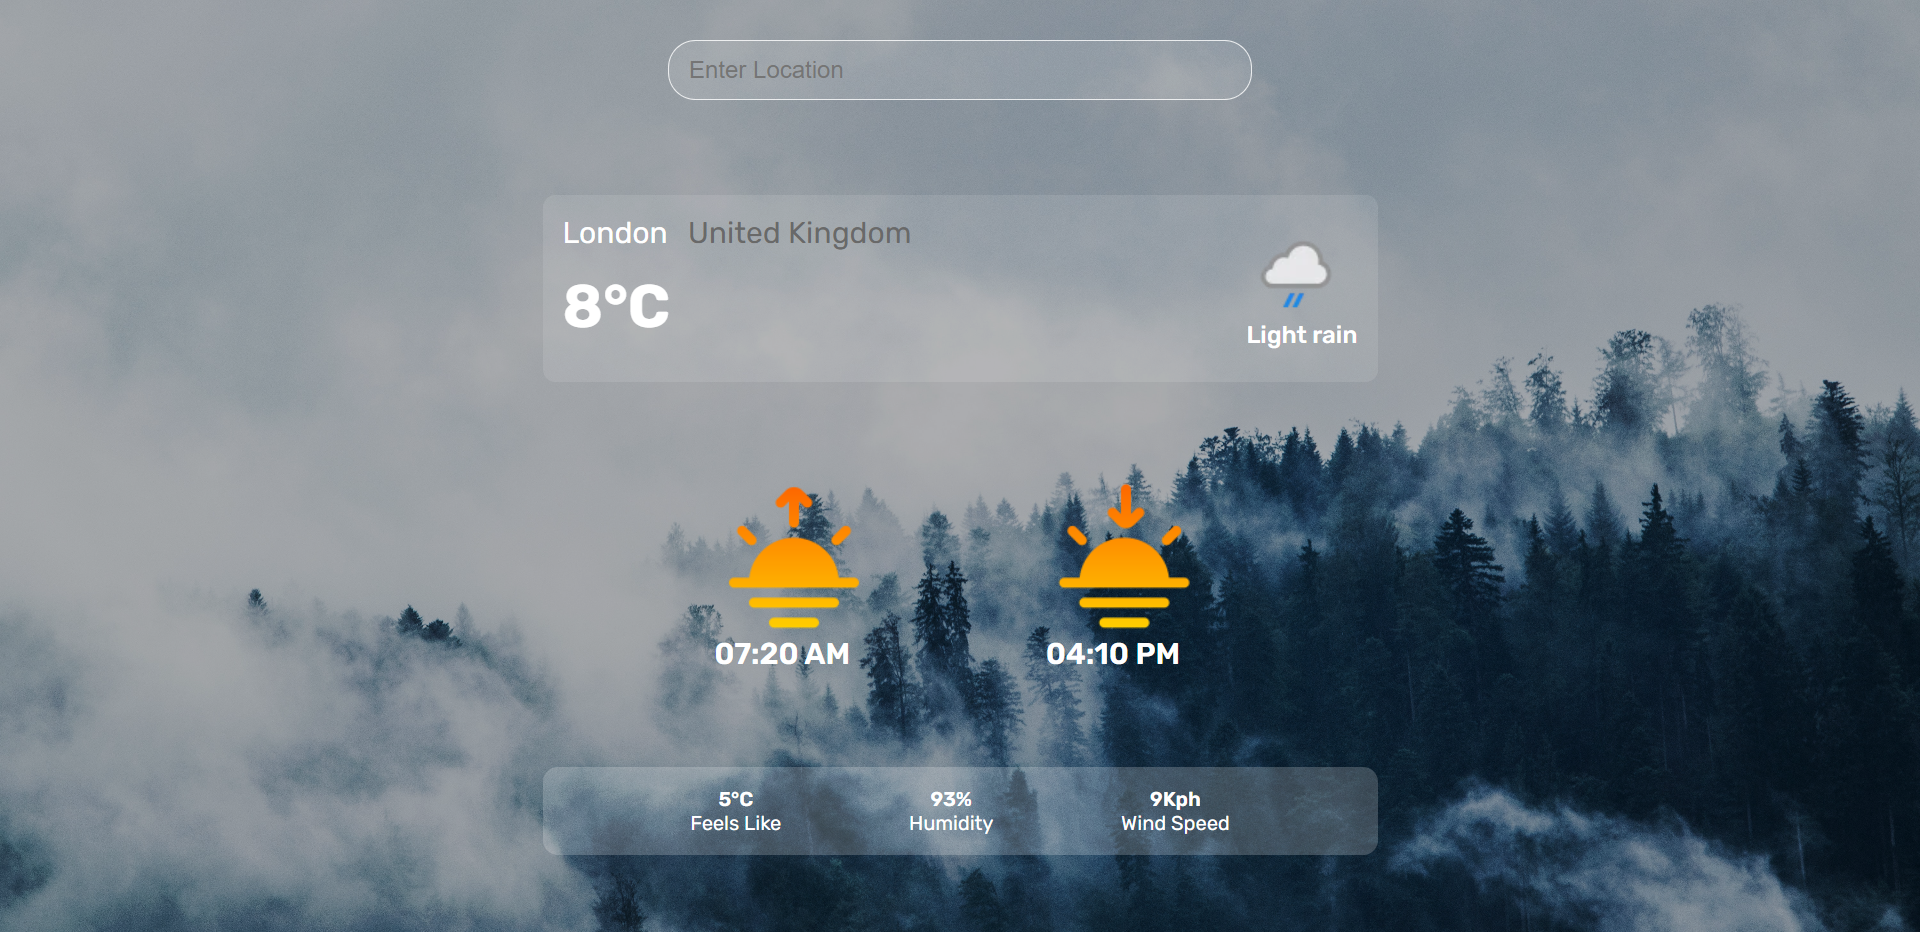 Enter Location
London United Kingdom
8°C
Light rain
07:20 AM 04:10 PM
5°C 93% 9Kph
Feels Like Humidity Wind Speed